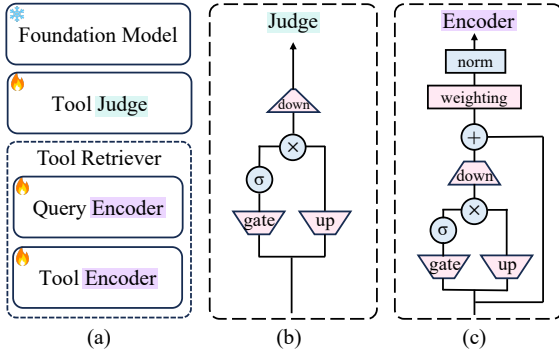 Foundation Model
Tool Judge
Tool Retriever
Query Encoder
Tool Encoder
(a)
Judge
down
×
σ
gate
up
(b)
Encoder
norm
weighting
+
down
×
σ
gate
up
(c)